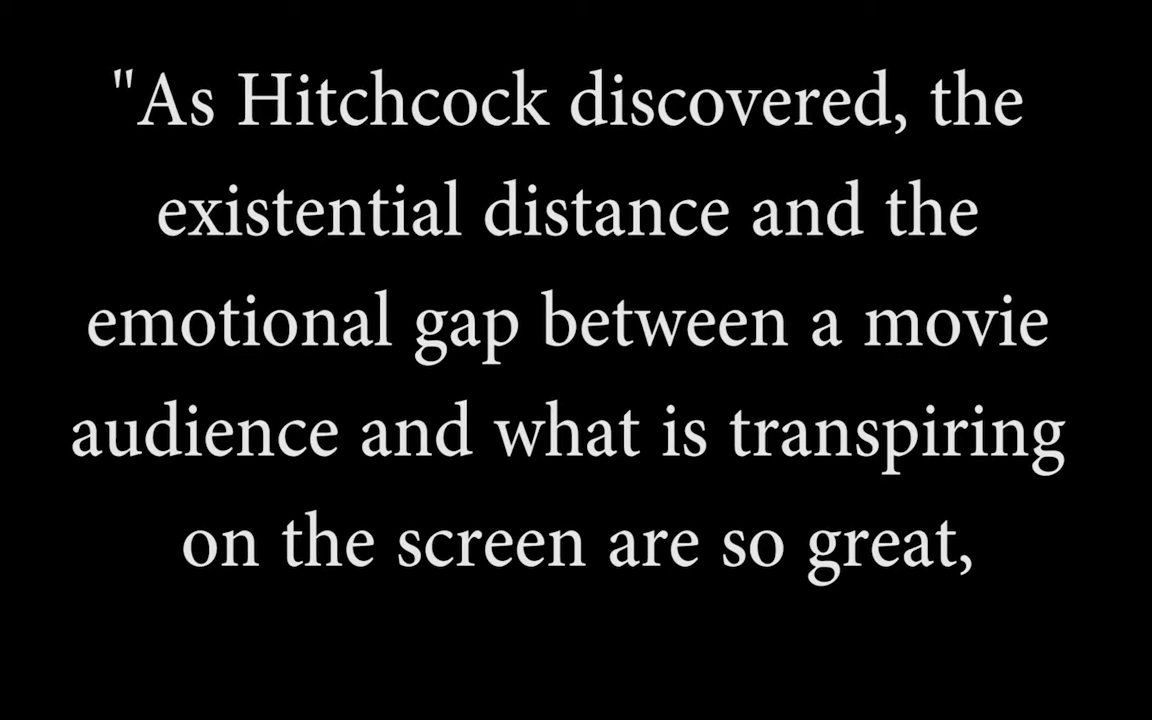 "As Hitchcock discovered, the
existential distance and the
emotional gap between a movie
audience and what is transpiring
on the screen are so great,